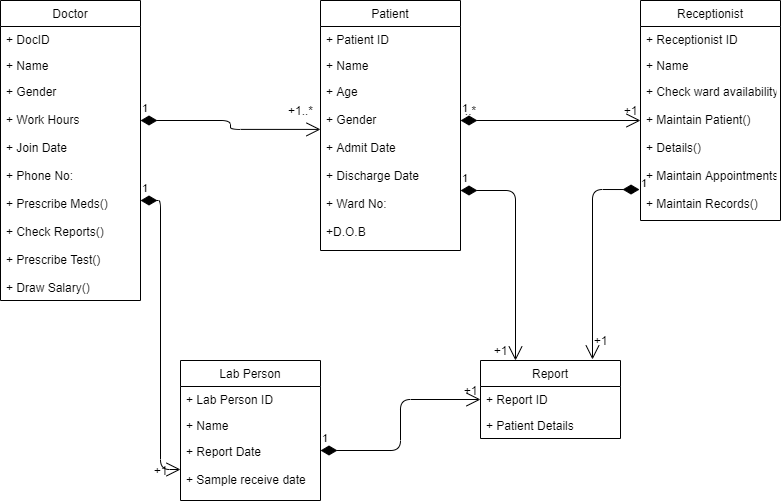 Doctor
+ DocID
+ Name
+ Gender
+ Work Hours
+ Join Date
+ Phone No:
+ Prescribe Meds()
+ Check Reports()
+ Prescribe Test()
+ Draw Salary()
1
+1..*
1
+1
Patient
+ Patient ID
+ Name
+ Age
+ Gender
+ Admit Date
+ Discharge Date
+ Ward No:
+D.O.B
1..*
+1
1
+1
Receptionist
+ Receptionist ID
+ Name
+ Check ward availability
+ Maintain Patient()
+ Details()
+ Maintain Appointments
+ Maintain Records()
1
+1
Lab Person
+ Lab Person ID
+ Name
+ Report Date
+ Sample receive date
1
+1
Report
+ Report ID
+ Patient Details